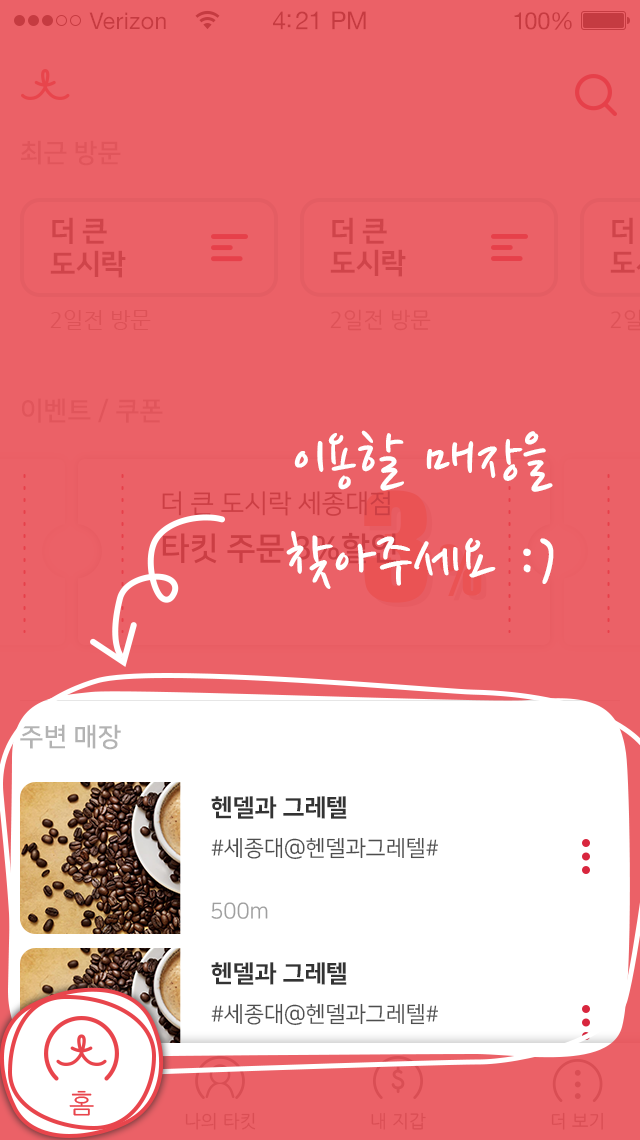 Verizon 4:21 PM 100%
최근 방문
더 큰
도시락
더 큰
도시락
더
도시
2일전 방문
2일전 방문
2일
이벤트 / 쿠폰
이용할 매장을
찾아주세요 :)
더 큰 도시락 세종대점
타킷 주문 3%할인
3%
주변 매장
헨델과 그레텔
#세종대@헨델과그레텔#
500m
헨델과 그레텔
#세종대@헨델과그레텔#
홈
나의 타킷
내 지갑
더 보기